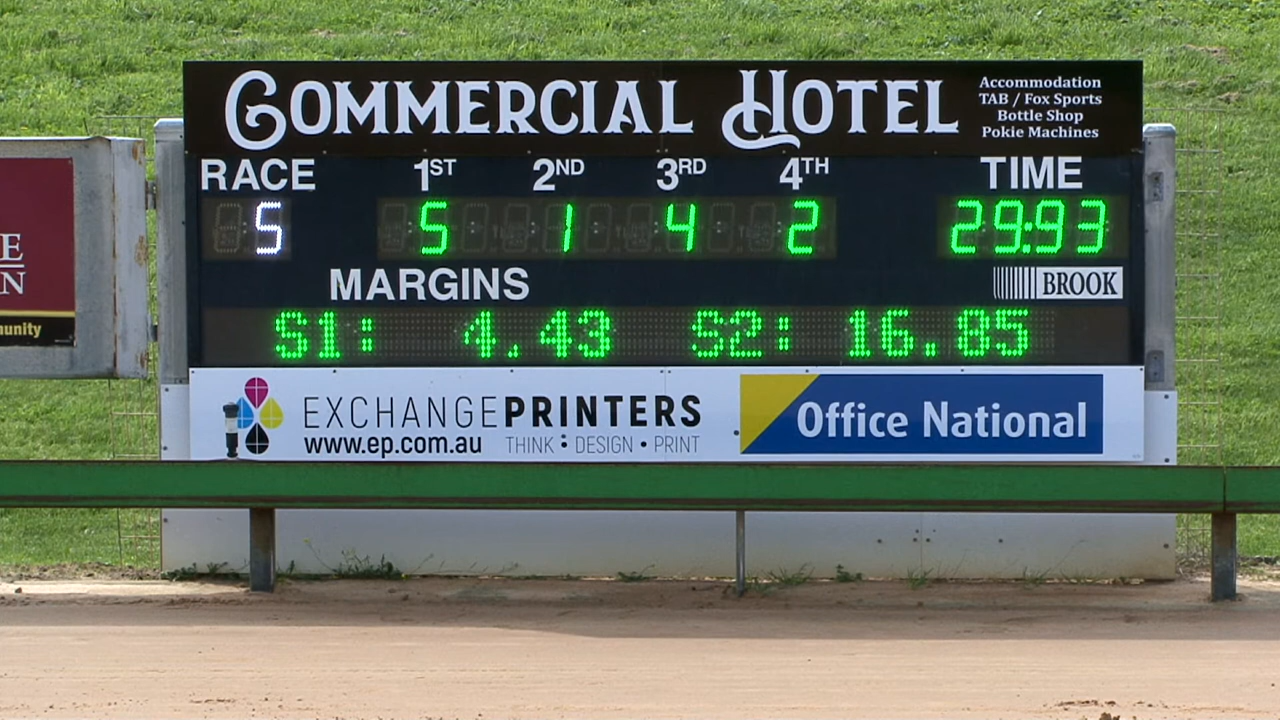 COMMERCIAL HOTEL
Accommodation
TAB / Fox Sports
Bottle Shop
Pokie Machines
RACE 1ST 2ND 3RD 4TH TIME
5 5 1 4 2 29:93
MARGINS
BROOK
S1: 4.43 S2: 16.85
EXCHANGEPRINTERS
www.ep.com.au THINK : DESIGN • PRINT
Office National
E
N
munity